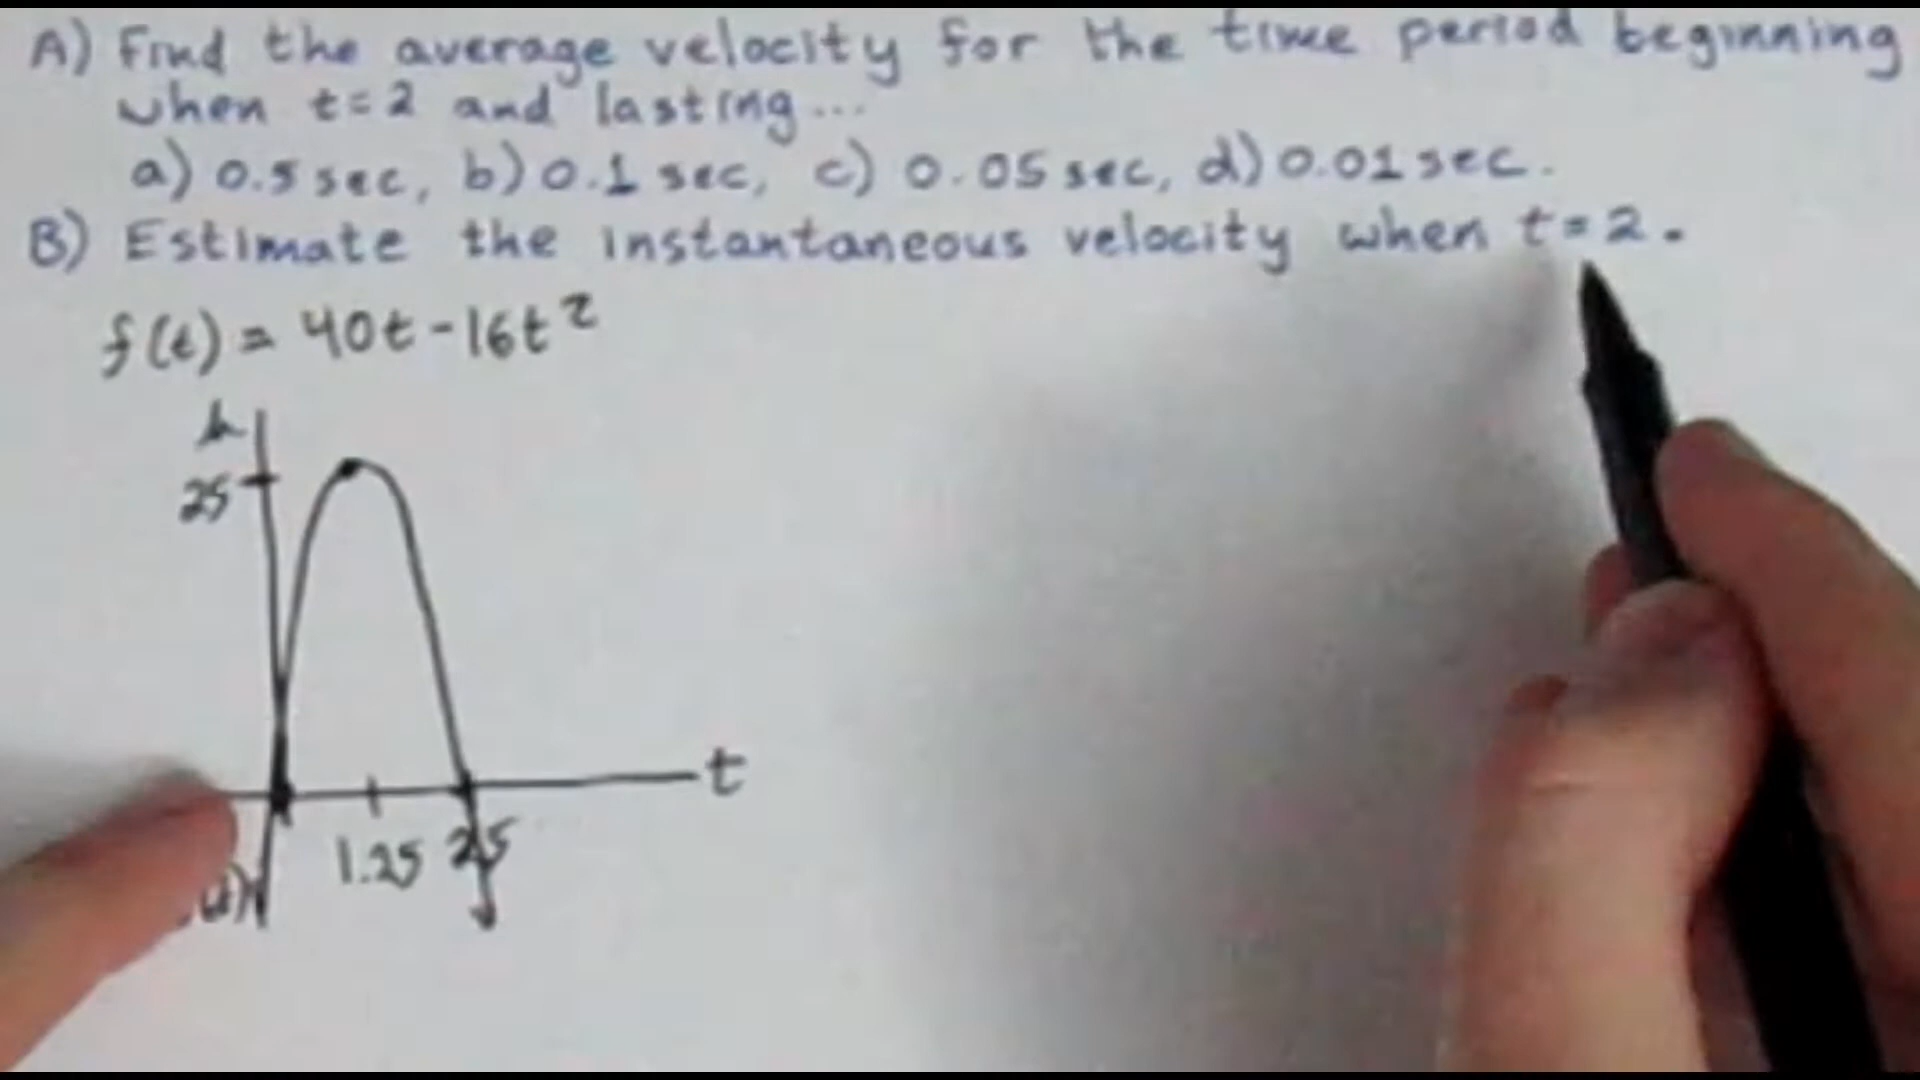 A) Find the average velocity for the time period beginning
when t=2 and lasting...
a) 0.5 sec, b) 0.1 sec, c) 0.05 sec, d) 0.01 sec.
B) Estimate the instantaneous velocity when t=2.
f(t) = 40t-16t²
h
25
t
1.25 2.5